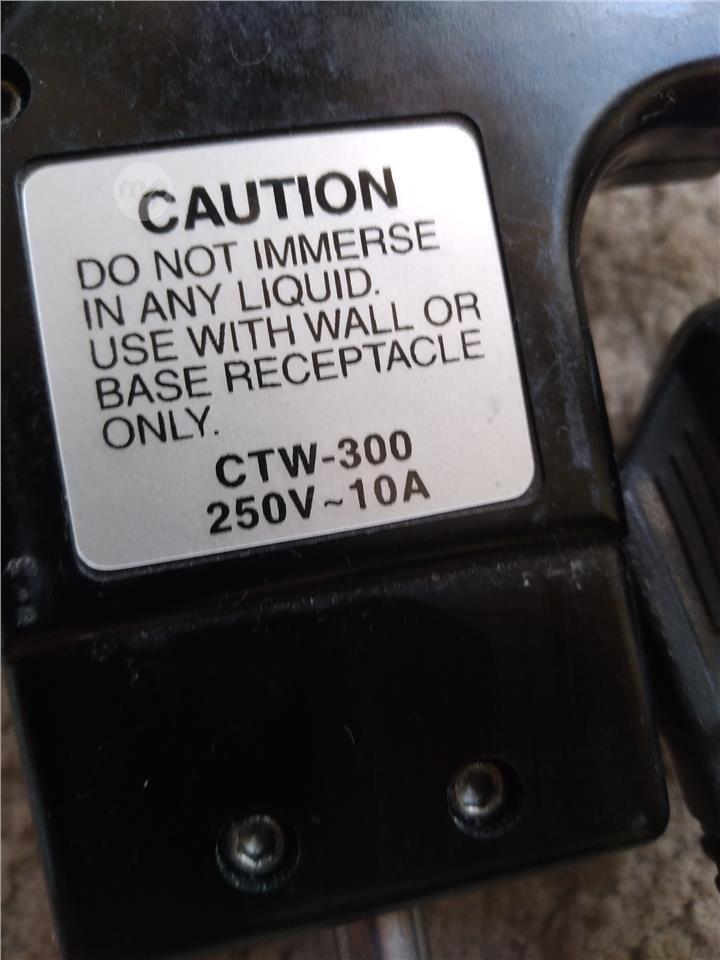 CAUTION
DO NOT IMMERSE
IN ANY LIQUID.
USE WITH WALL OR
BASE RECEPTACLE
ONLY.
CTW-300
250V~10A